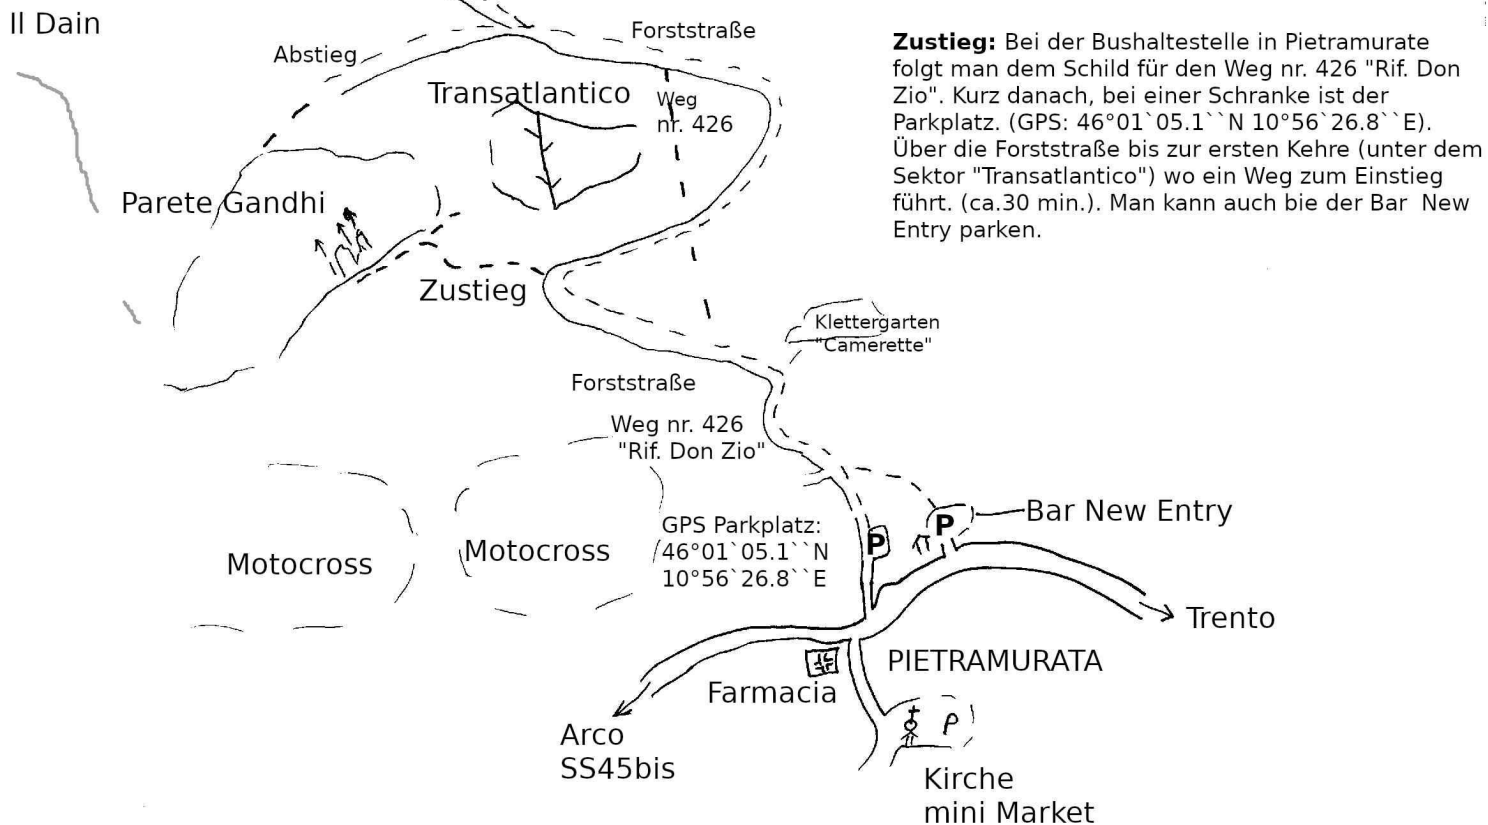 Il Dain
Abstieg
Forststraße
Transatlantico
Weg
nr. 426
Zustieg: Bei der Bushaltestelle in Pietramurate
folgt man dem Schild für den Weg nr. 426 "Rif. Don
Zio". Kurz danach, bei einer Schranke ist der
Parkplatz. (GPS: 46°01`05.1``N 10°56`26.8``E).
Über die Forststraße bis zur ersten Kehre (unter dem
Sektor "Transatlantico") wo ein Weg zum Einstieg
führt. (ca.30 min.). Man kann auch bie der Bar  New
Entry parken.
Parete Gandhi
Zustieg
Klettergarten
"Camerette"
Forststraße
Weg nr. 426
"Rif. Don Zio"
Motocross
Motocross
GPS Parkplatz:
46°01`05.1``N
10°56`26.8``E
P
P
Bar New Entry
Trento
PIETRAMURATA
Farmacia
Arco
SS45bis
P
Kirche
mini Market